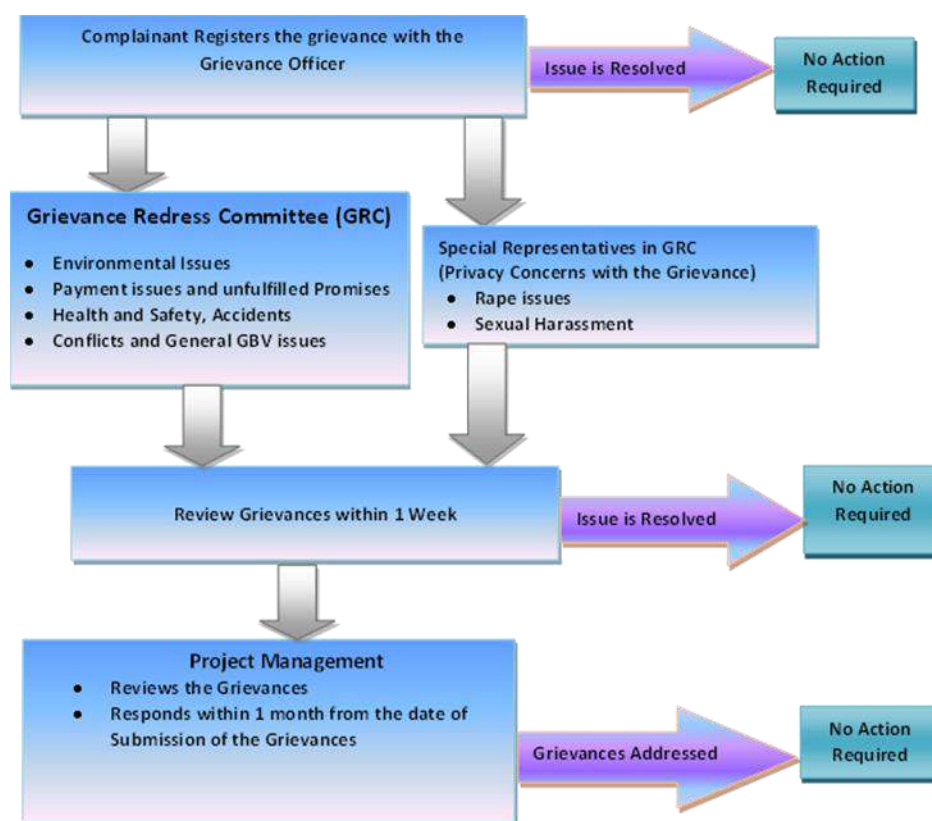 Complainant Registers the grievance with the
Grievance Officer
Issue is Resolved
No Action
Required
Grievance Redress Committee (GRC)
● Environmental Issues
● Payment issues and unfulfilled Promises
● Health and Safety, Accidents
● Conflicts and General GBV issues
Special Representatives in GRC
(Privacy Concerns with the Grievance)
● Rape issues
● Sexual Harassment
Review Grievances within 1 Week
Issue is Resolved
No Action
Required
Project Management
● Reviews the Grievances
● Responds within 1 month from the date of
Submission of the Grievances
Grievances Addressed
No Action
Required